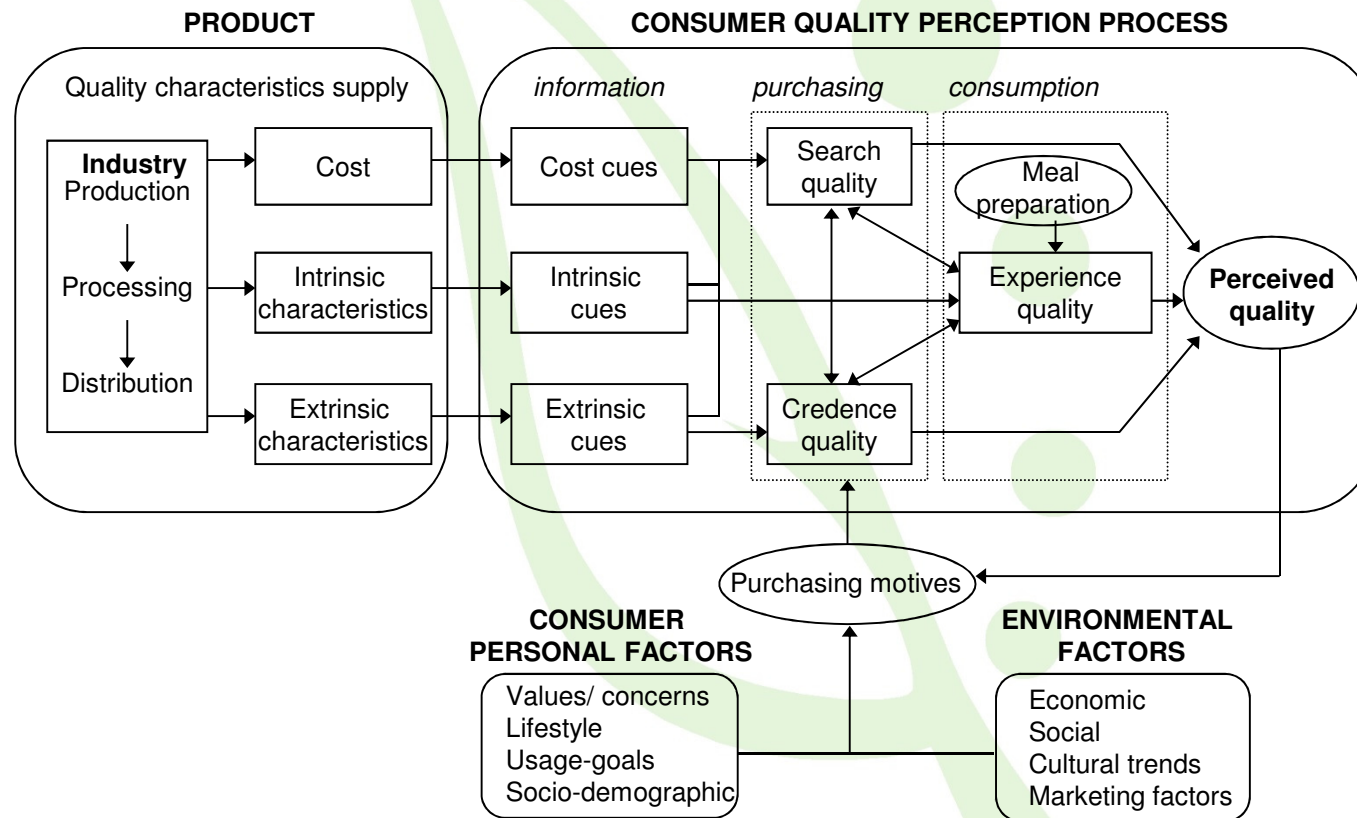 PRODUCT
CONSUMER QUALITY PERCEPTION PROCESS
Quality characteristics supply
information
purchasing
consumption
Industry
Production
Processing
Distribution
Cost
Intrinsic
characteristics
Extrinsic
characteristics
Cost cues
Intrinsic
cues
Extrinsic
cues
Search
quality
Credence
quality
Meal
preparation
Experience
quality
Perceived
quality
Purchasing motives
CONSUMER
PERSONAL FACTORS
Values/ concerns
Lifestyle
Usage-goals
Socio-demographic
ENVIRONMENTAL
FACTORS
Economic
Social
Cultural trends
Marketing factors